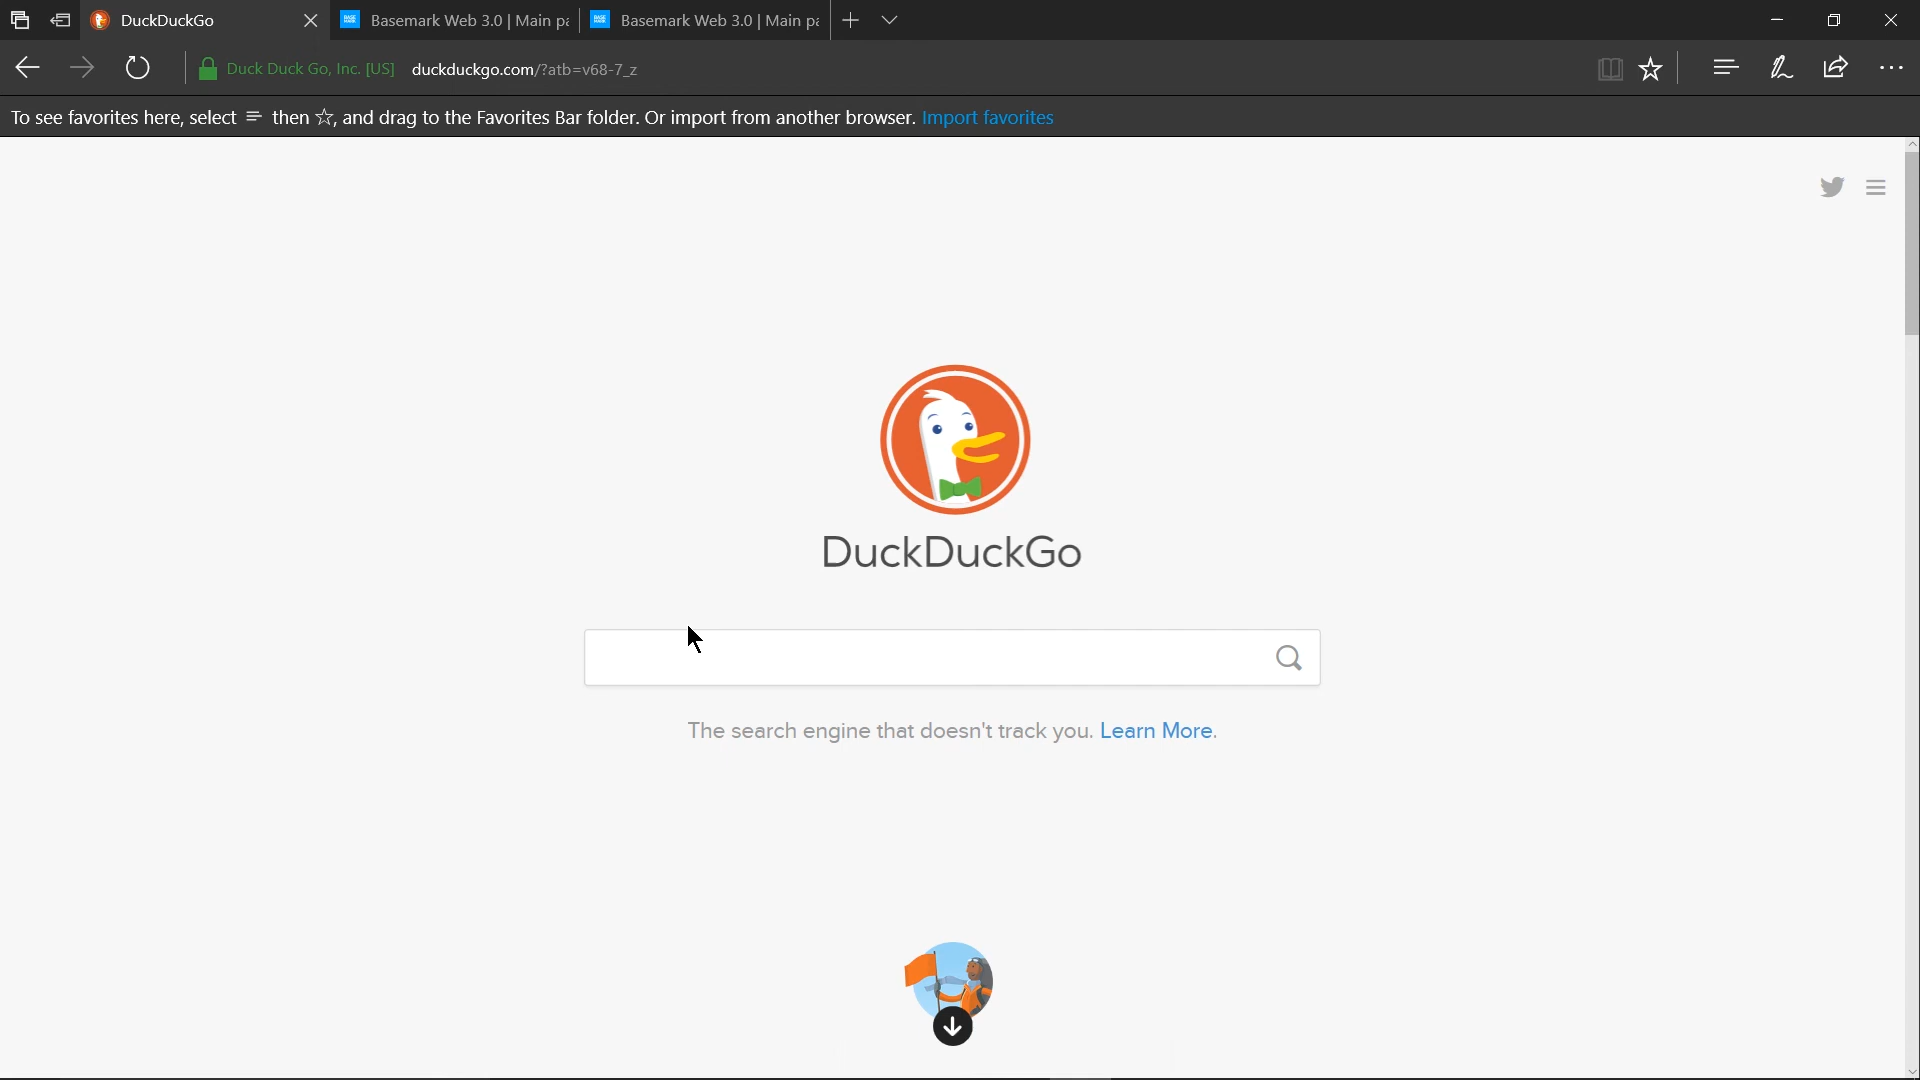 DuckDuckGo
Basemark Web 3.0 | Main pa
Basemark Web 3.0 | Main pa
Duck Duck Go, Inc. [US] duckduckgo.com/?atb=v68-7_z
To see favorites here, select then ☆, and drag to the Favorites Bar folder. Or import from another browser. Import favorites
DuckDuckGo
The search engine that doesn't track you. Learn More.